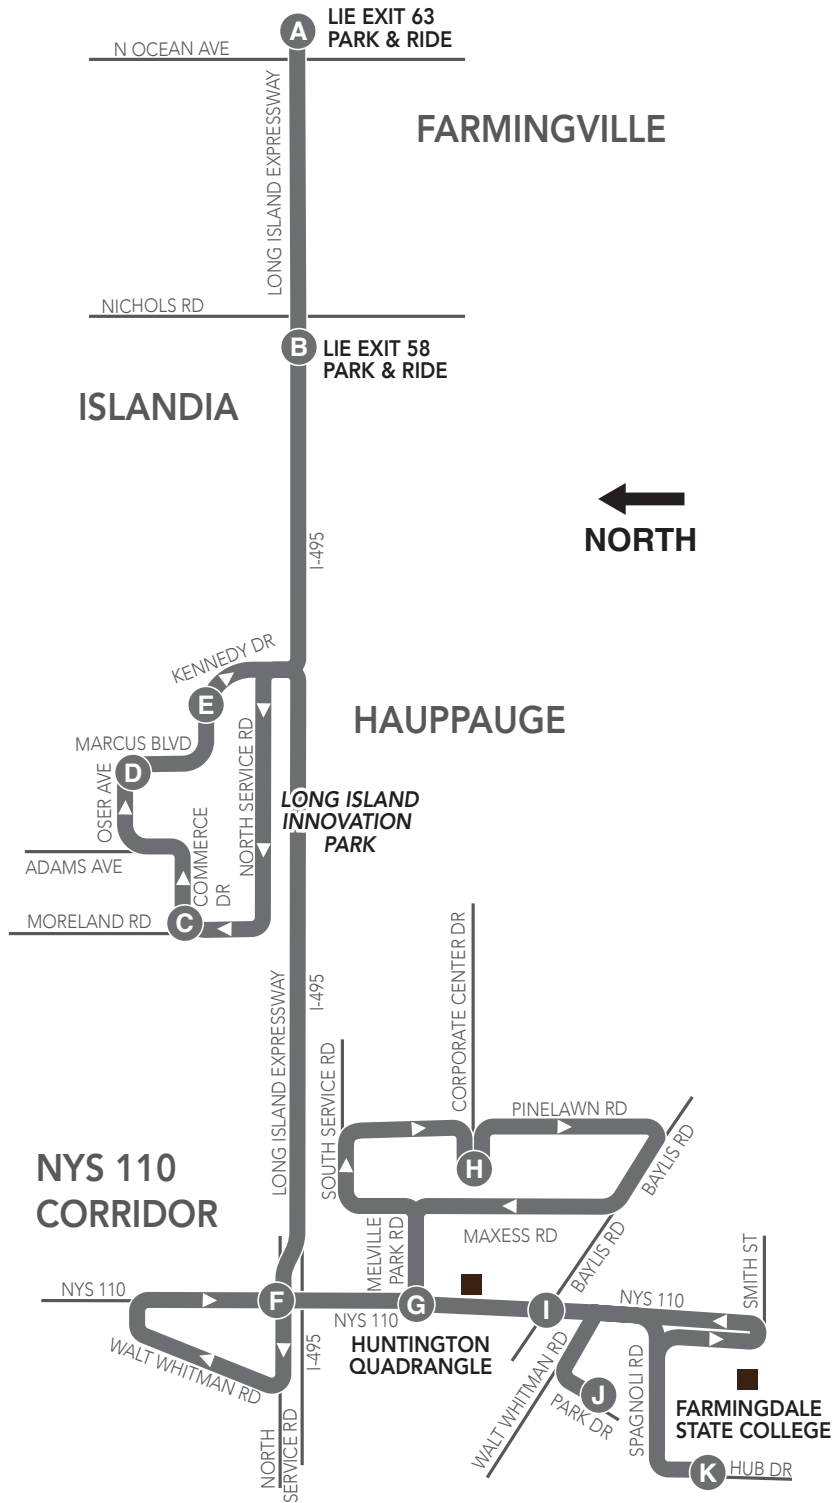 A
LIE EXIT 63
PARK & RIDE
N OCEAN AVE
LONG ISLAND EXPRESSWAY
FARMINGVILLE
NICHOLS RD
B
LIE EXIT 58
PARK & RIDE
ISLANDIA
NORTH
I-495
KENNEDY DR
E
HAUPPAUGE
MARCUS BLVD
D
OSER AVE
NORTH SERVICE RD
LONG ISLAND
INNOVATION
PARK
COMMERCE
DR
ADAMS AVE
MORELAND RD
C
CORPORATE CENTER DR
I-495
LONG ISLAND EXPRESSWAY
SOUTH SERVICE RD
PINELAWN RD
BAYLIS RD
H
NYS 110
CORRIDOR
MELVILLE
PARK RD
MAXESS RD
BAYLIS RD
SMITH ST
NYS 110
F
NYS 110
G
I
NYS 110
HUNTINGTON
QUADRANGLE
WALT WHITMAN RD
I-495
WALT WHITMAN RD
J
PARK DR
SPAGNOLI RD
FARMINGDALE
STATE COLLEGE
NORTH
SERVICE RD
K
HUB DR